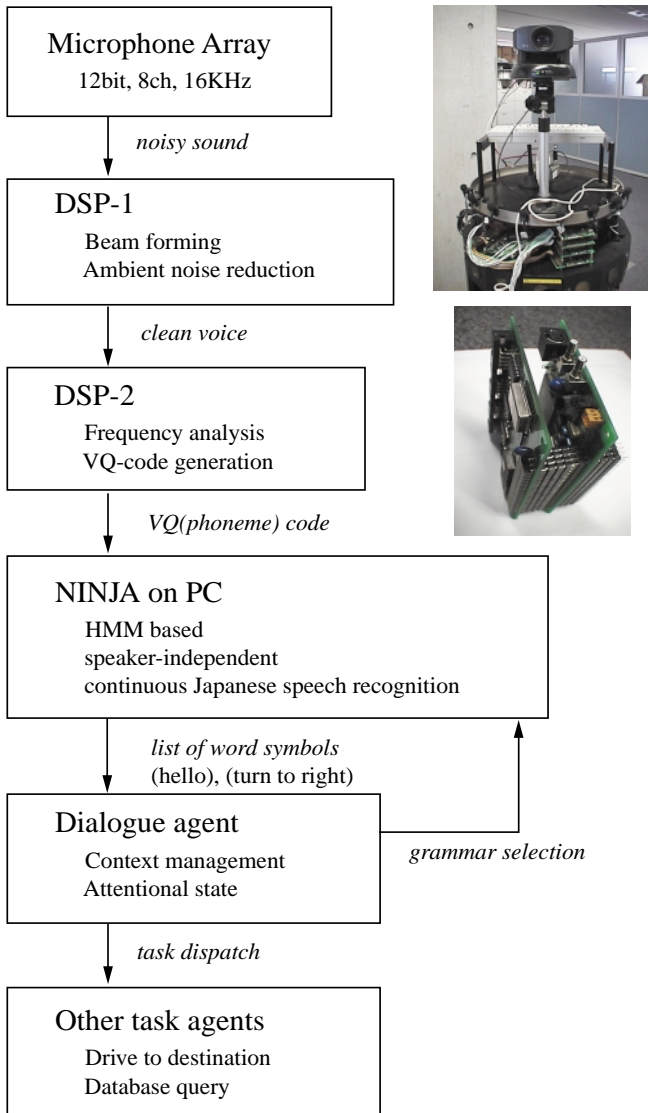 Microphone Array
12bit, 8ch, 16KHz
noisy sound
DSP-1
Beam forming
Ambient noise reduction
clean voice
DSP-2
Frequency analysis
VQ-code generation
VQ(phoneme) code
NINJA on PC
HMM based
speaker-independent
continuous Japanese speech recognition
list of word symbols
(hello), (turn to right)
Dialogue agent
Context management
Attentional state
grammar selection
task dispatch
Other task agents
Drive to destination
Database query